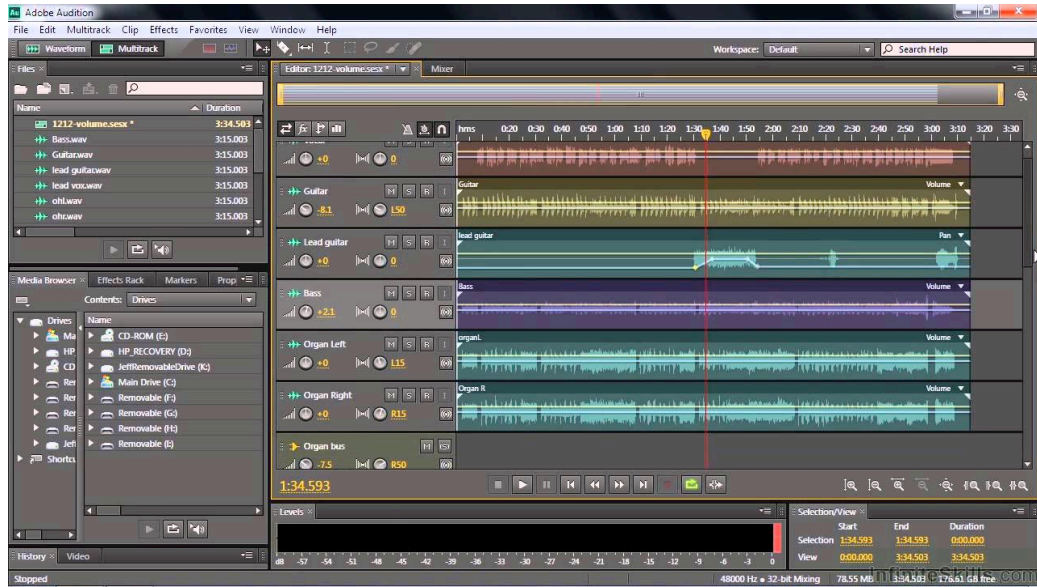 Au Adobe Audition
File Edit Multitrack Clip Effects Favorites View Window Help
Waveform Multitrack Workspace: Default Search Help
Files × Editor: 1212-volume.sesx * × Mixer
Name Duration
1212-volume.sesx * 3:34.503
Bass.wav 3:15.003
Guitar.wav 3:15.003
lead guitar.wav 3:15.003
lead vox.wav 3:15.003
ohL.wav 3:15.003
ohr.wav 3:15.003
fx
hms 0:20 0:30 0:40 0:50 1:00 1:10 1:20 1:30 1:40 1:50 2:00 2:10 2:20 2:30 2:40 2:50 3:00 3:10 3:20 3:30
+0 0
Guitar M S R I Guitar Volume
-8.1 L50
Lead guitar M S R I lead guitar Pan
+0 0
Bass M S R I Bass Volume
+2.1 0
Organ Left M S R I organL Volume
+0 L15
Organ Right M S R I Organ R Volume
+0 R15
Organ bus M S
-7.5 R50
Media Browser × Effects Rack Markers Prop
Contents: Drives
Drives Name
Ma CD-ROM (E:)
HP HP_RECOVERY (D:)
CD JeffRemovableDrive (K:)
Rer Main Drive (C:)
Rer Removable (F:)
Rer Removable (G:)
Rer Removable (H:)
Jef Removable (I:)
Shortcu
1:34.593
Levels × Selection/View ×
Start End Duration
Selection 1:34.593 1:34.593 0:00.000
View 0:00.000 3:34.503 3:34.503
dB -57 -54 -51 -48 -45 -42 -39 -36 -33 -30 -27 -24 -21 -18 -15 -12 -9 -6 -3 0
History × Video
Stopped 48000 Hz • 32-bit Mixing 78.55 MB 3:34.503 176.61 GB free
InfiniteSkills.com